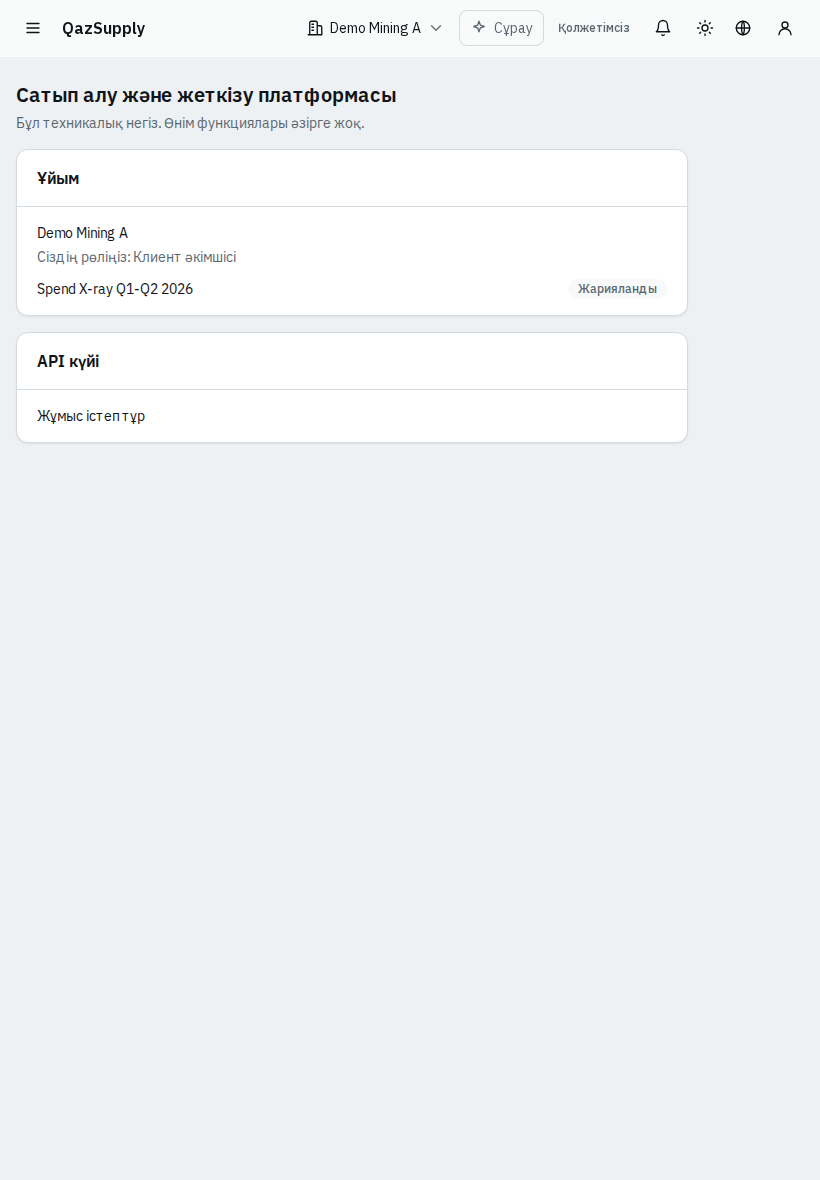 QazSupply
Demo Mining A
Сұрау
Қолжетімсіз
Сатып алу және жеткізу платформасы
Бұл техникалық негіз. Өнім функциялары әзірге жоқ.
Ұйым
Demo Mining A
Сіздің рөліңіз: Клиент әкімшісі
Spend X-ray Q1-Q2 2026
Жарияланды
API күйі
Жұмыс істеп тұр